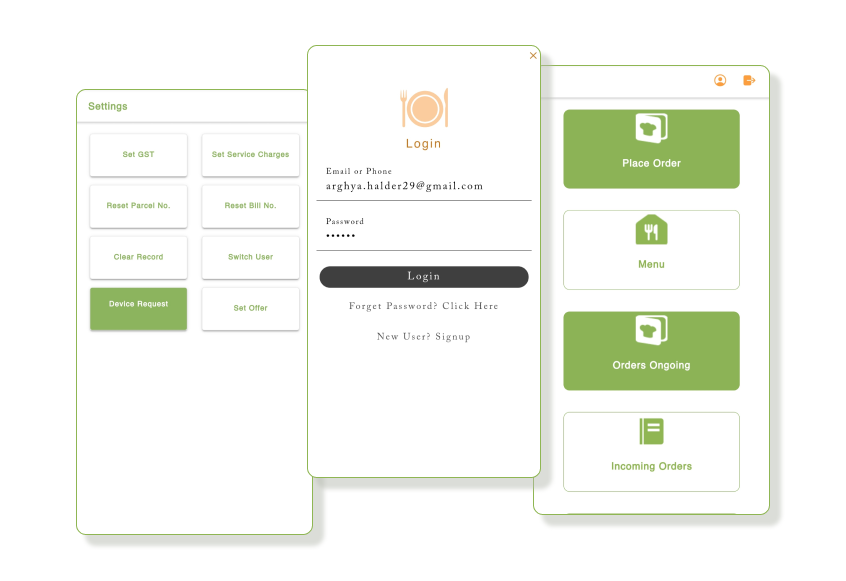 Settings
Set GST
Set Service Charges
Reset Parcel No.
Reset Bill No.
Clear Record
Switch User
Device Request
Set Offer
Login
Email or Phone
arghya.halder29@gmail.com
Password
••••••
Login
Forget Password? Click Here
New User? Signup
Place Order
Menu
Orders Ongoing
Incoming Orders